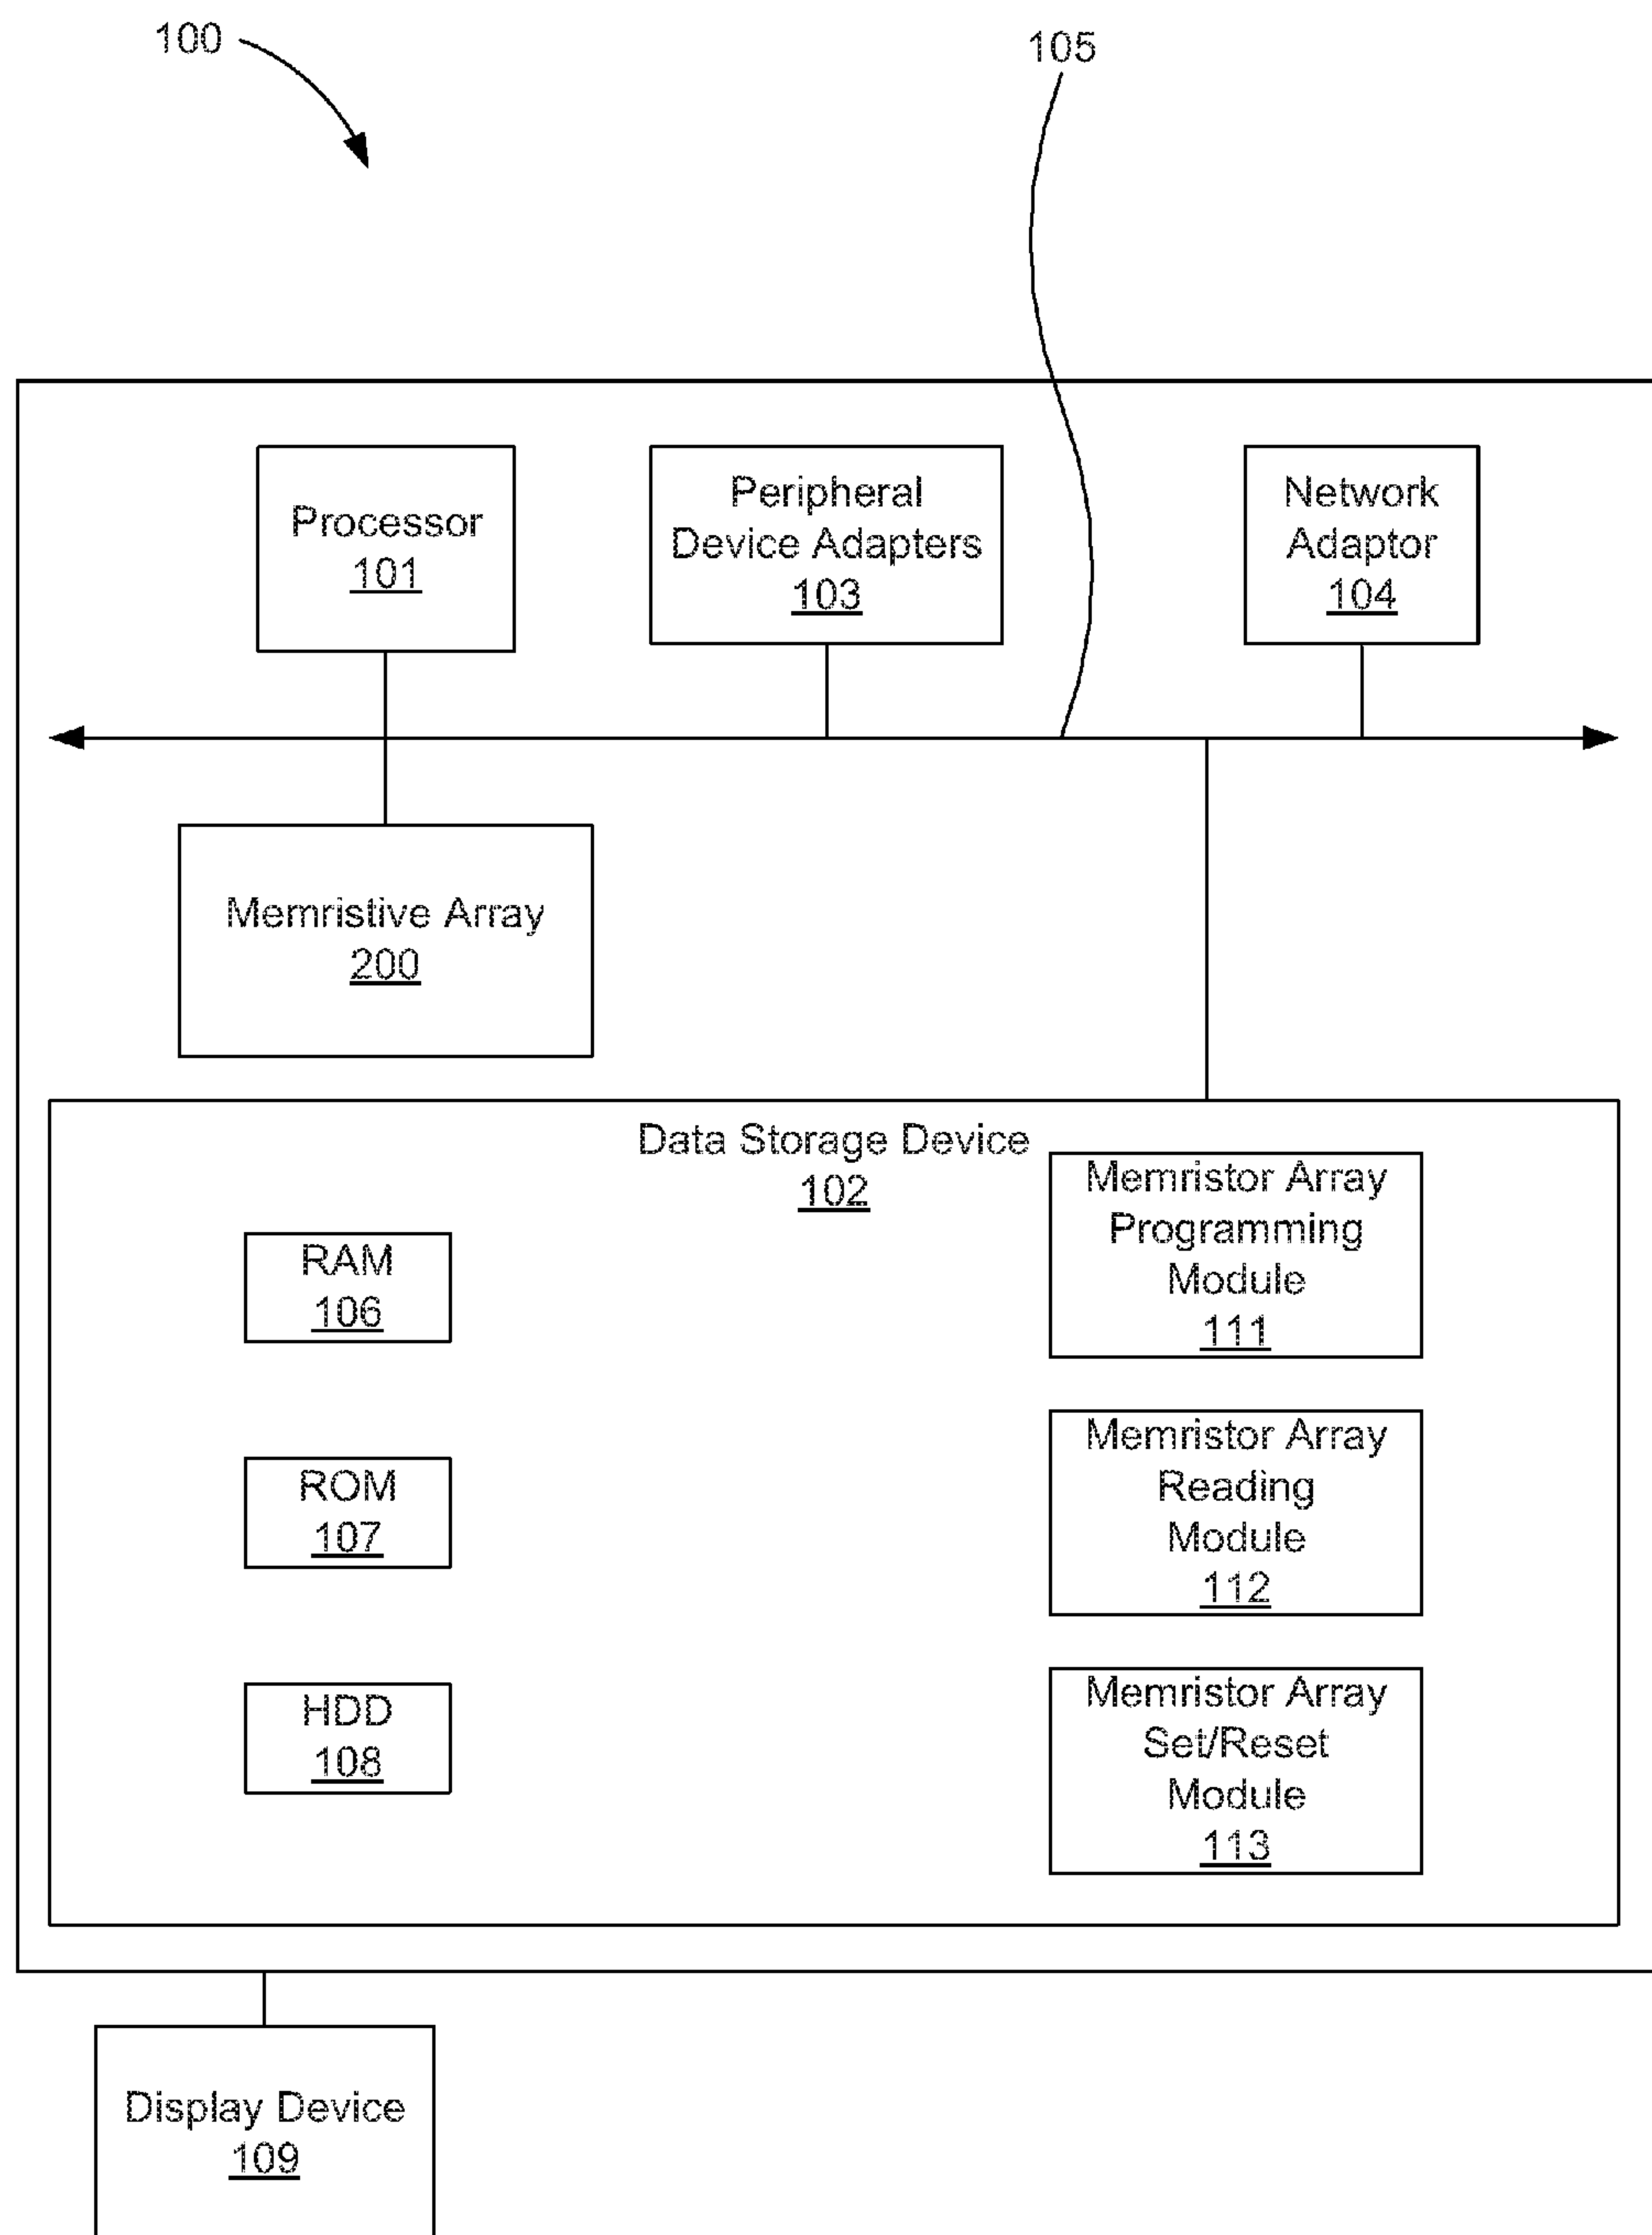 100
105
Processor
101
Peripheral
Device Adapters
103
Network
Adaptor
104
Memristive Array
200
Data Storage Device
102
RAM
106
ROM
107
HDD
108
Memristor Array
Programming
Module
111
Memristor Array
Reading
Module
112
Memristor Array
Set/Reset
Module
113
Display Device
109